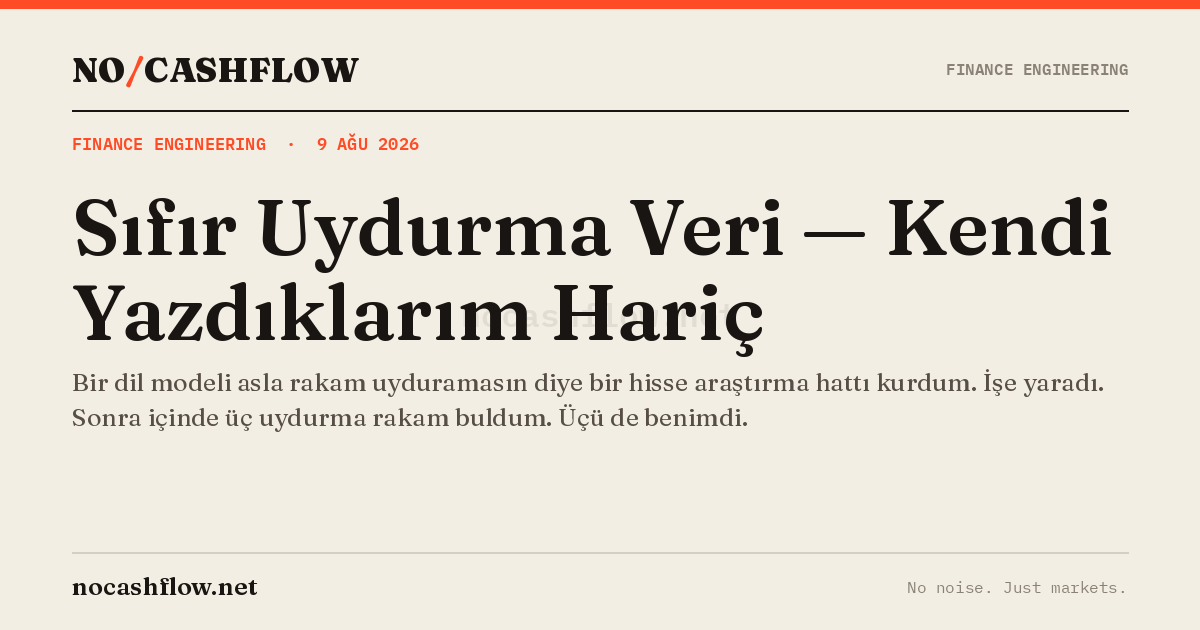 NO/CASHFLOW
FINANCE ENGINEERING
FINANCE ENGINEERING · 9 AĞU 2026
Sıfır Uydurma Veri — Kendi
Yazdıklarım Hariç
nocashflow.net
Bir dil modeli asla rakam uyduramasın diye bir hisse araştırma hattı kurdum. İşe yaradı.
Sonra içinde üç uydurma rakam buldum. Üçü de benimdi.
nocashflow.net
No noise. Just markets.